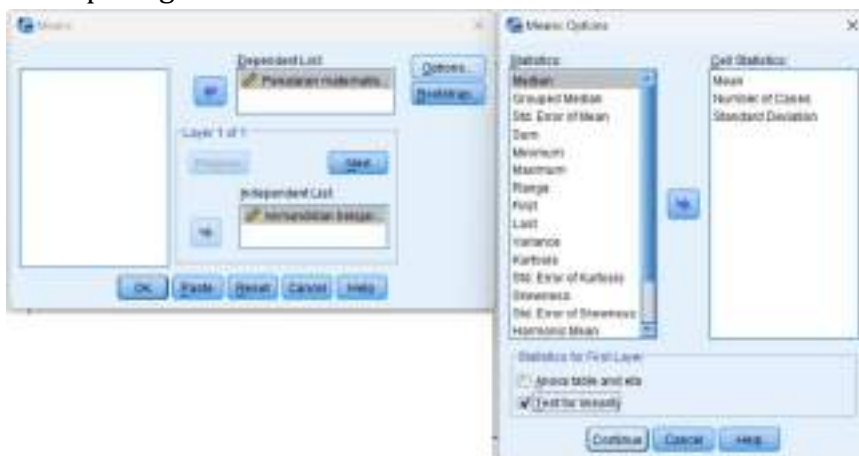 Means
Dependent List
Penalaran matematis...
Options...
Bootstrap...
Layer 1 of 1
Previous
Next
Independent List
kemandirian belajar...
OK
Paste
Reset
Cancel
Help
Means: Options
Statistics:
Median
Grouped Median
Std. Error of Mean
Sum
Minimum
Maximum
Range
First
Last
Variance
Kurtosis
Std. Error of Kurtosis
Skewness
Std. Error of Skewness
Harmonic Mean
Cell Statistics:
Mean
Number of Cases
Standard Deviation
Statistics for First Layer
Anova table and eta
Test for linearity
Continue
Cancel
Help